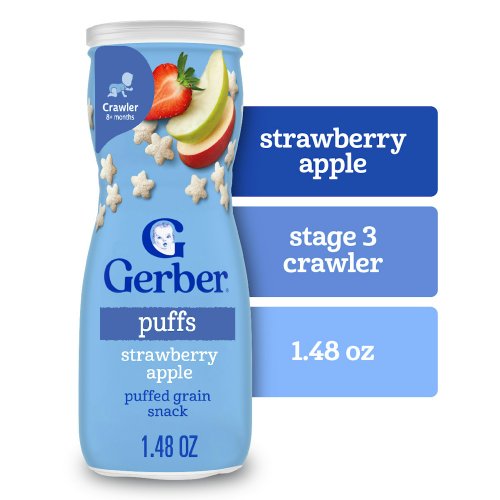 Crawler
8+ months
G
Gerber®
puffs
strawberry
apple
puffed grain
snack
1.48 OZ
strawberry
apple
stage 3
crawler
1.48 oz